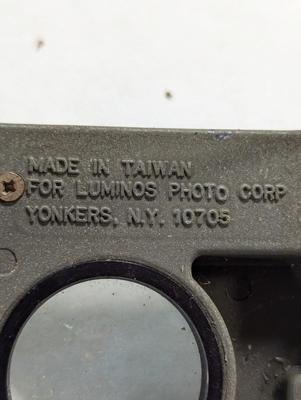 MADE IN TAIWAN
FOR LUMINOS PHOTO CORP
YONKERS, N.Y. 10705